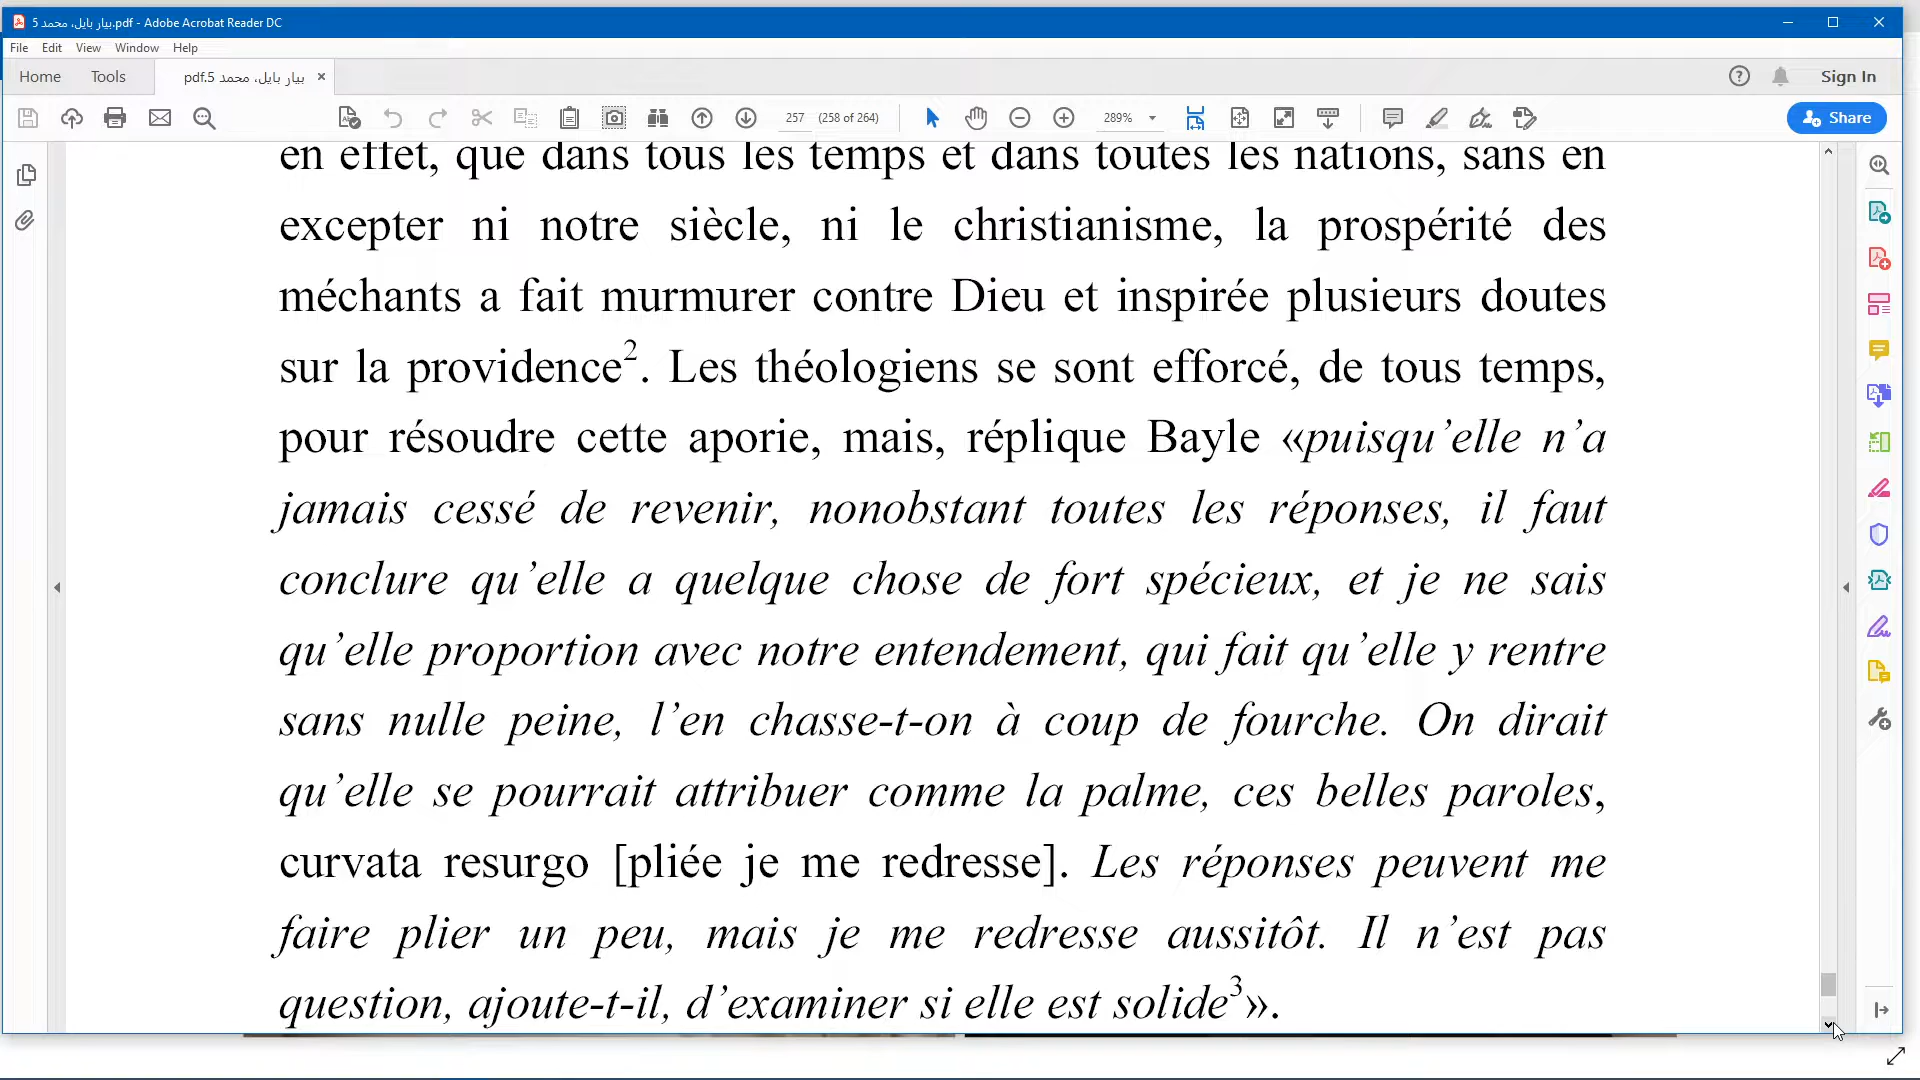 بيار بايل، محمد 5.pdf - Adobe Acrobat Reader DC
File Edit View Window Help
Home Tools بيار بايل، محمد 5.pdf × Sign In
257 (258 of 264) 289% Share
en effet, que dans tous les temps et dans toutes les nations, sans en
excepter ni notre siècle, ni le christianisme, la prospérité des
méchants a fait murmurer contre Dieu et inspirée plusieurs doutes
sur la providence2. Les théologiens se sont efforcé, de tous temps,
pour résoudre cette aporie, mais, réplique Bayle «puisqu’elle n’a
jamais cessé de revenir, nonobstant toutes les réponses, il faut
conclure qu’elle a quelque chose de fort spécieux, et je ne sais
qu’elle proportion avec notre entendement, qui fait qu’elle y rentre
sans nulle peine, l’en chasse-t-on à coup de fourche. On dirait
qu’elle se pourrait attribuer comme la palme, ces belles paroles,
curvata resurgo [pliée je me redresse]. Les réponses peuvent me
faire plier un peu, mais je me redresse aussitôt. Il n’est pas
question, ajoute-t-il, d’examiner si elle est solide3».